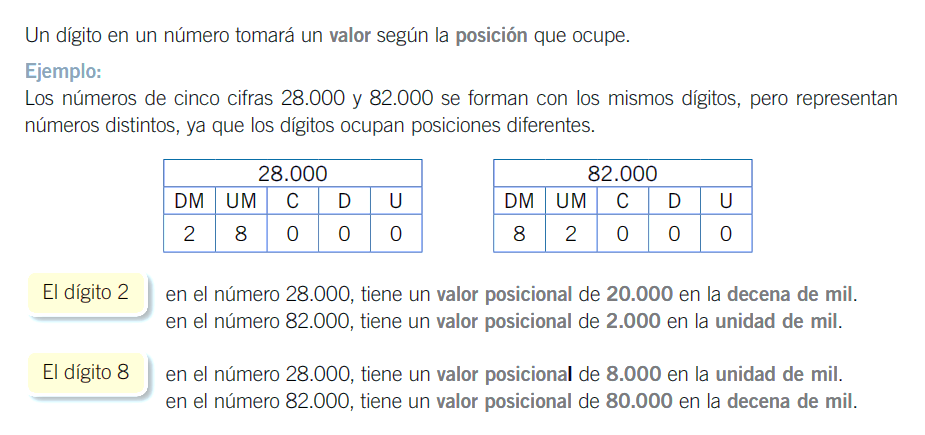 Un dígito en un número tomará un valor según la posición que ocupe.
Ejemplo:
Los números de cinco cifras 28.000 y 82.000 se forman con los mismos dígitos, pero representan
números distintos, ya que los dígitos ocupan posiciones diferentes.
28.000
DM UM C D U
2 8 0 0 0
82.000
DM UM C D U
8 2 0 0 0
El dígito 2
en el número 28.000, tiene un valor posicional de 20.000 en la decena de mil.
en el número 82.000, tiene un valor posicional de 2.000 en la unidad de mil.
El dígito 8
en el número 28.000, tiene un valor posicional de 8.000 en la unidad de mil.
en el número 82.000, tiene un valor posicional de 80.000 en la decena de mil.